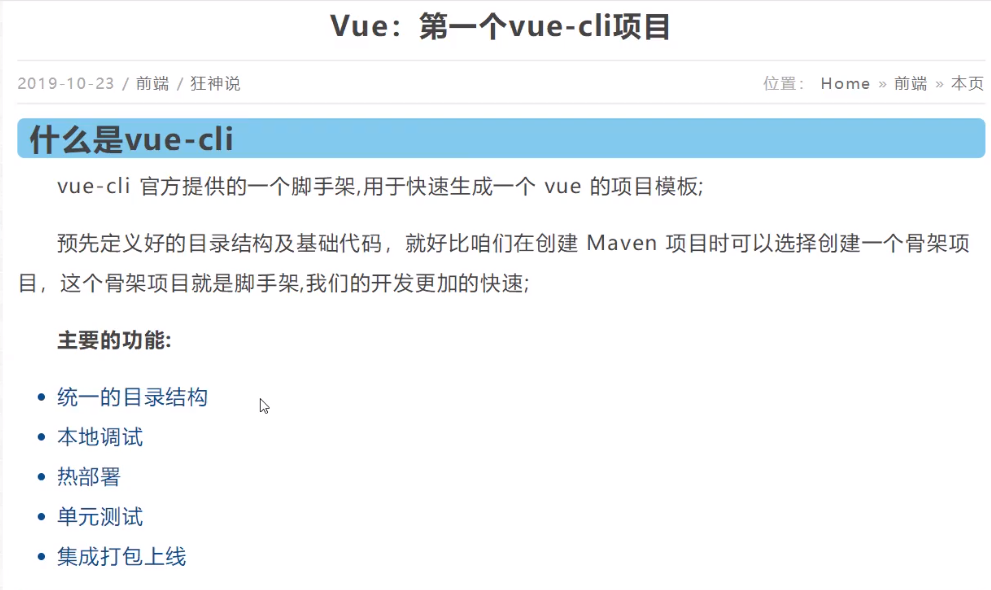 Vue：第一个vue-cli项目
2019-10-23 / 前端 / 狂神说
位置： Home » 前端 » 本页
什么是vue-cli
vue-cli 官方提供的一个脚手架,用于快速生成一个 vue 的项目模板;
预先定义好的目录结构及基础代码，就好比咱们在创建 Maven 项目时可以选择创建一个骨架项
目，这个骨架项目就是脚手架,我们的开发更加的快速;
主要的功能:
统一的目录结构
本地调试
热部署
单元测试
集成打包上线